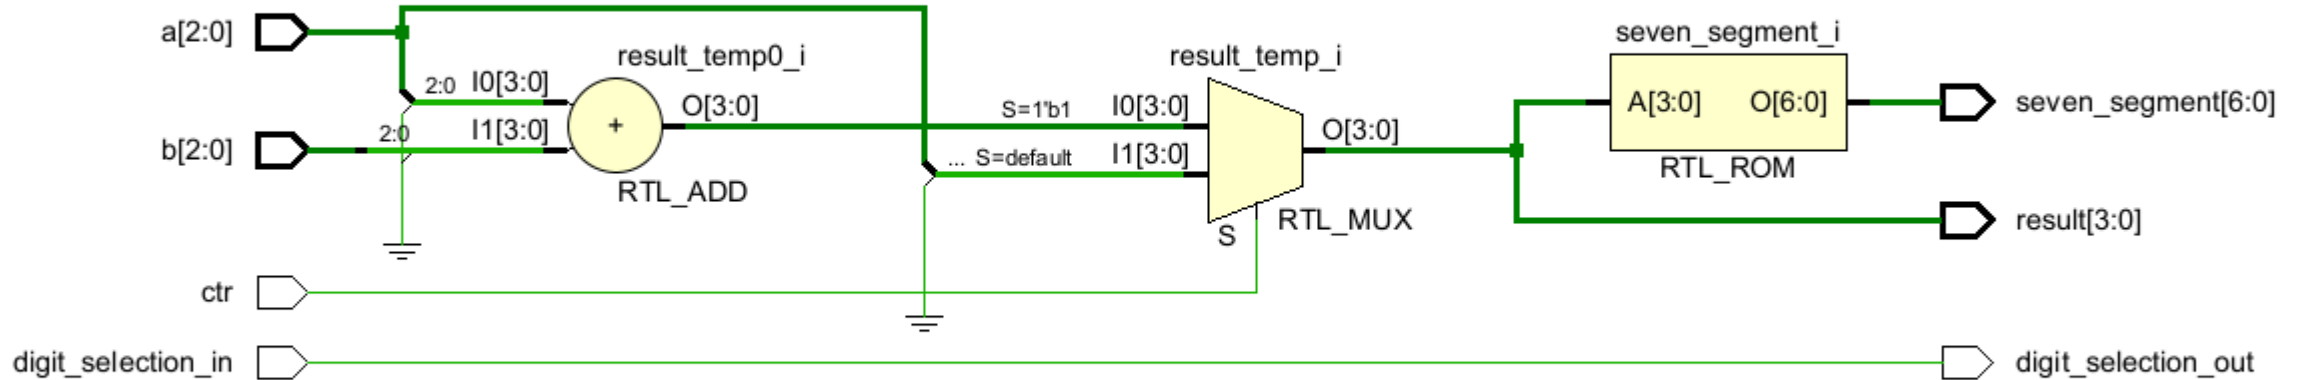 seven_segment_i
a[2:0]
result_temp0_i
result_temp_i
2:0
I0[3:0]
O[3:0]
S=1'b1
I0[3:0]
A[3:0]
O[6:0]
seven_segment[6:0]
+
2:0
I1[3:0]
O[3:0]
b[2:0]
... S=default
I1[3:0]
RTL_ROM
RTL_ADD
RTL_MUX
S
result[3:0]
ctr
digit_selection_in
digit_selection_out